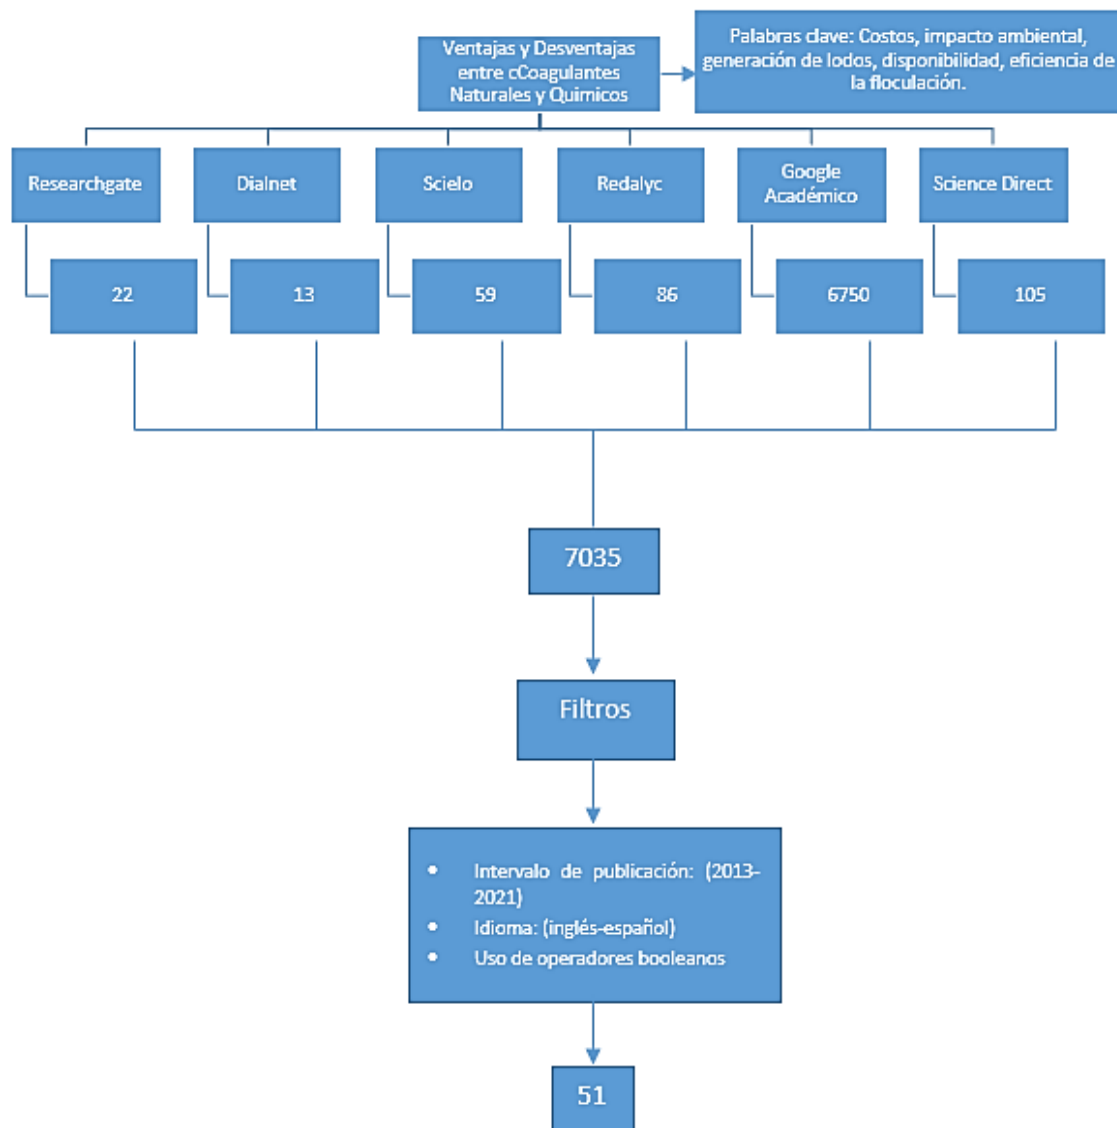 Ventajas y Desventajas
entre cCoagulantes
Naturales y Quimicos
Palabras clave: Costos, impacto ambiental,
generación de lodos, disponibilidad, eficiencia de
la floculación.
Researchgate
Dialnet
Scielo
Redalyc
Google
Académico
Science Direct
22
13
59
86
6750
105
7035
Filtros
• Intervalo de publicación: (2013-
2021)
• Idioma: (inglés-español)
• Uso de operadores booleanos
51